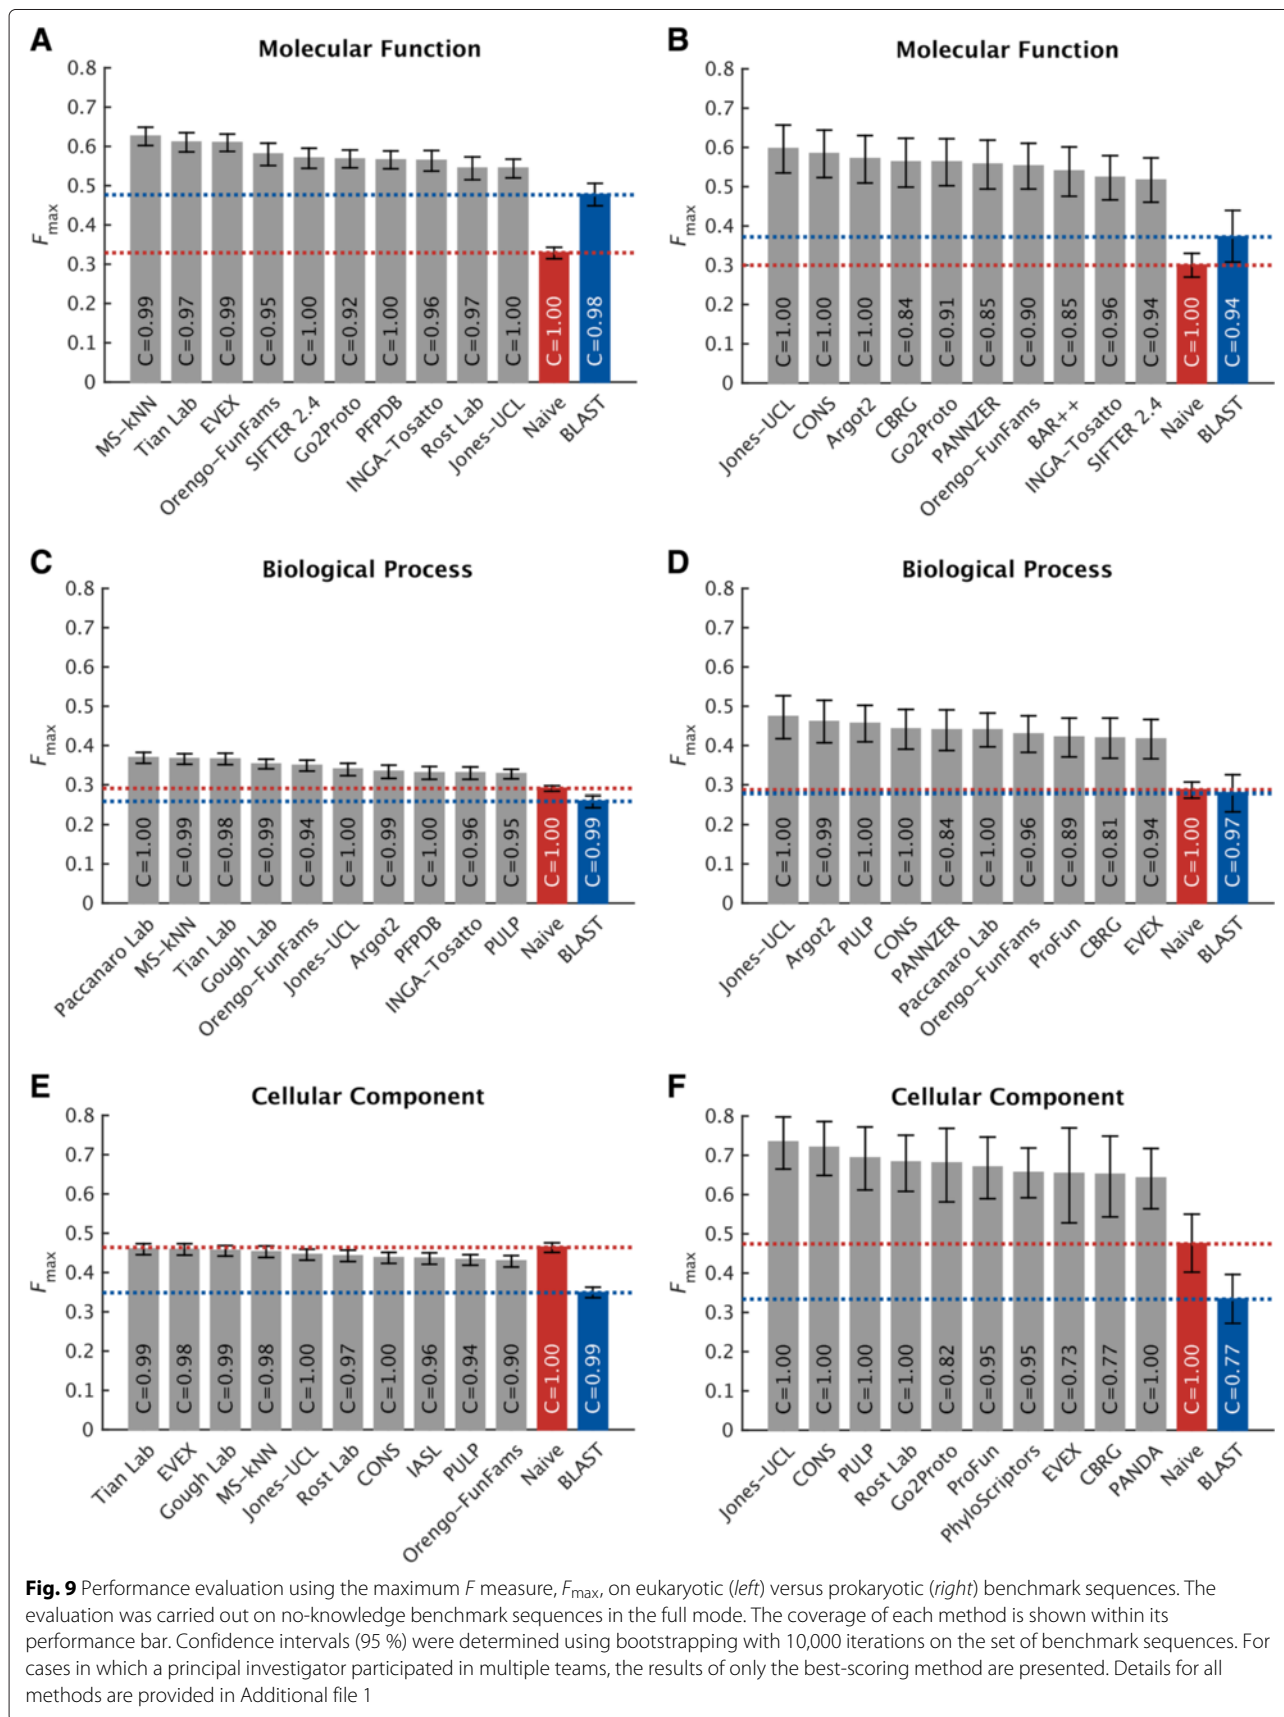 A
Molecular Function
0.8
0.7
0.6
0.5
0.4
0.3
0.2
0.1
0
Fmax
C=0.99
C=0.97
C=0.99
C=0.95
C=1.00
C=0.92
C=1.00
C=0.96
C=0.97
C=1.00
C=1.00
C=0.98
MS-kNN
Tian Lab
EVEX
Orengo-FunFams
SIFTER 2.4
Go2Proto
PFPDB
INGA-Tosatto
Rost Lab
Jones-UCL
Naive
BLAST
B
Molecular Function
0.8
0.7
0.6
0.5
0.4
0.3
0.2
0.1
0
Fmax
C=1.00
C=1.00
C=1.00
C=0.84
C=0.91
C=0.85
C=0.90
C=0.85
C=0.96
C=0.94
C=1.00
C=0.94
Jones-UCL
CONS
Argot2
CBRG
Go2Proto
PANNZER
Orengo-FunFams
BAR++
INGA-Tosatto
SIFTER 2.4
Naive
BLAST
C
Biological Process
0.8
0.7
0.6
0.5
0.4
0.3
0.2
0.1
0
Fmax
C=1.00
C=0.99
C=0.98
C=0.99
C=0.94
C=1.00
C=0.99
C=1.00
C=0.96
C=0.95
C=1.00
C=0.99
Paccanaro Lab
MS-kNN
Tian Lab
Gough Lab
Orengo-FunFams
Jones-UCL
Argot2
PFPDB
INGA-Tosatto
PULP
Naive
BLAST
D
Biological Process
0.8
0.7
0.6
0.5
0.4
0.3
0.2
0.1
0
Fmax
C=1.00
C=0.99
C=1.00
C=1.00
C=0.84
C=1.00
C=0.96
C=0.89
C=0.81
C=0.94
C=1.00
C=0.97
Jones-UCL
Argot2
PULP
CONS
PANNZER
Paccanaro Lab
Orengo-FunFams
ProFun
CBRG
EVEX
Naive
BLAST
E
Cellular Component
0.8
0.7
0.6
0.5
0.4
0.3
0.2
0.1
0
Fmax
C=0.99
C=0.98
C=0.99
C=0.98
C=1.00
C=0.97
C=1.00
C=0.96
C=0.94
C=0.90
C=1.00
C=0.99
Tian Lab
EVEX
Gough Lab
MS-kNN
Jones-UCL
Rost Lab
CONS
IASL
PULP
Orengo-FunFams
Naive
BLAST
F
Cellular Component
0.8
0.7
0.6
0.5
0.4
0.3
0.2
0.1
0
Fmax
C=1.00
C=1.00
C=1.00
C=1.00
C=0.82
C=0.95
C=0.95
C=0.73
C=0.77
C=1.00
C=1.00
C=0.77
Jones-UCL
CONS
PULP
Rost Lab
Go2Proto
ProFun
PhyloScriptors
EVEX
CBRG
PANDA
Naive
BLAST
Fig. 9 Performance evaluation using the maximum F measure, Fmax, on eukaryotic (left) versus prokaryotic (right) benchmark sequences. The
evaluation was carried out on no-knowledge benchmark sequences in the full mode. The coverage of each method is shown within its
performance bar. Confidence intervals (95 %) were determined using bootstrapping with 10,000 iterations on the set of benchmark sequences. For
cases in which a principal investigator participated in multiple teams, the results of only the best-scoring method are presented. Details for all
methods are provided in Additional file 1